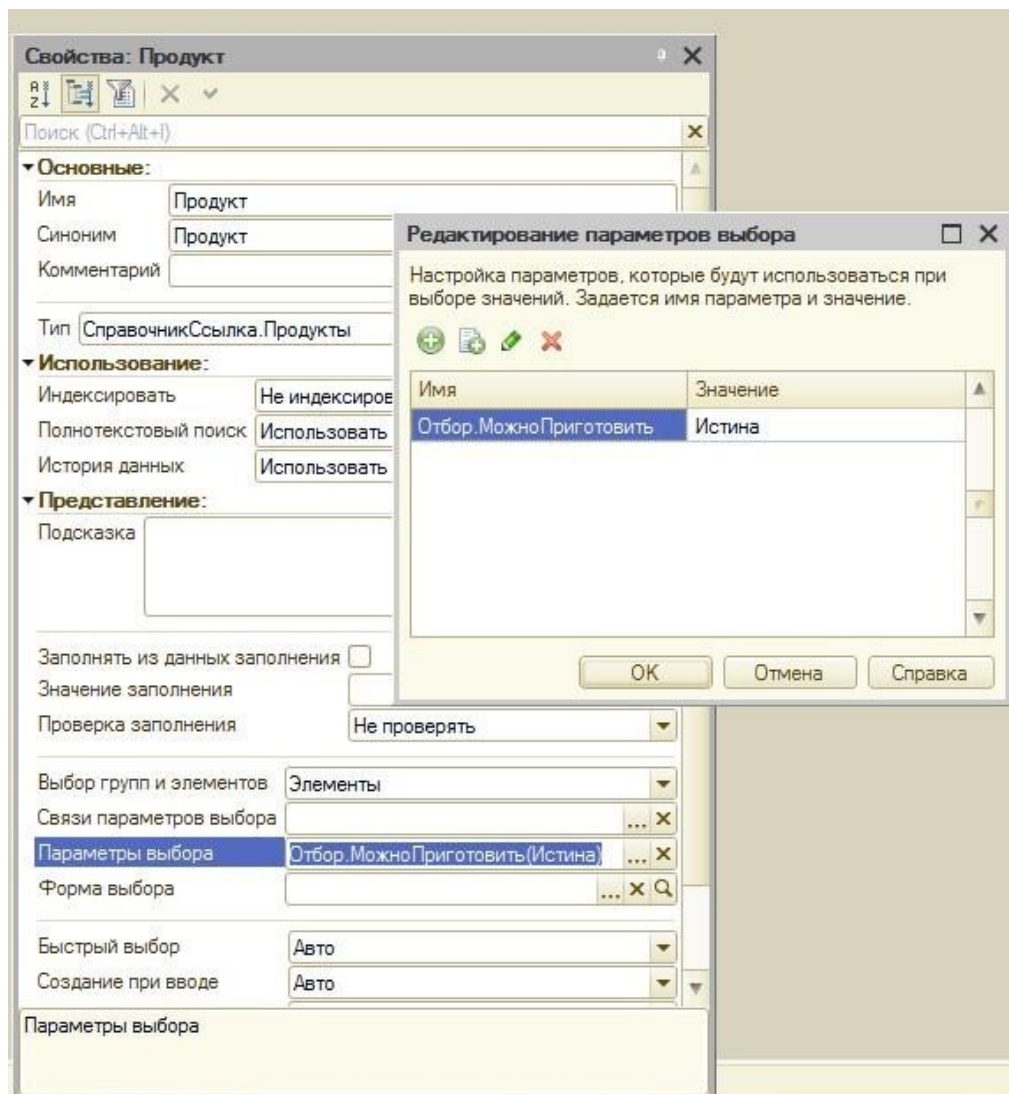 Свойства: Продукт
Поиск (Ctrl+Alt+I)
Основные:
Имя Продукт
Синоним Продукт
Комментарий
Тип СправочникСсылка.Продукты
Использование:
Индексировать Не индексиров
Полнотекстовый поиск Использовать
История данных Использовать
Представление:
Подсказка
Заполнять из данных заполнения
Значение заполнения
Проверка заполнения Не проверять
Выбор групп и элементов Элементы
Связи параметров выбора ...
Параметры выбора Отбор.МожноПриготовить(Истина) ...
Форма выбора ...
Быстрый выбор Авто
Создание при вводе Авто
Параметры выбора
Редактирование параметров выбора
Настройка параметров, которые будут использоваться при
выборе значений. Задается имя параметра и значение.
Имя Значение
Отбор.МожноПриготовить Истина
ОК Отмена Справка